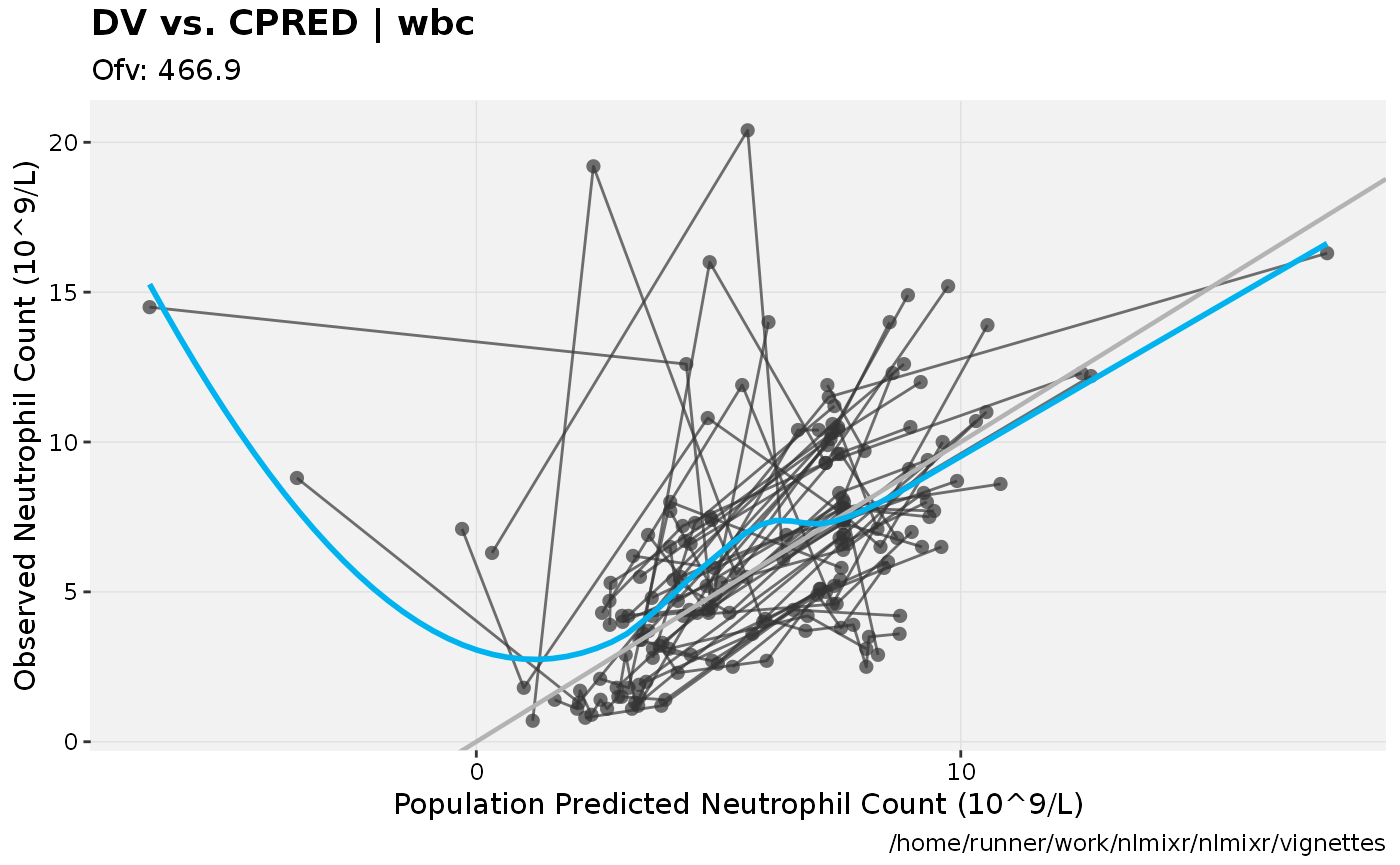 DV vs. CPRED | wbc
Ofv: 466.9
Observed Neutrophil Count (10^9/L)
20
15
10
5
0
0 10
Population Predicted Neutrophil Count (10^9/L)
/home/runner/work/nlmixr/nlmixr/vignettes